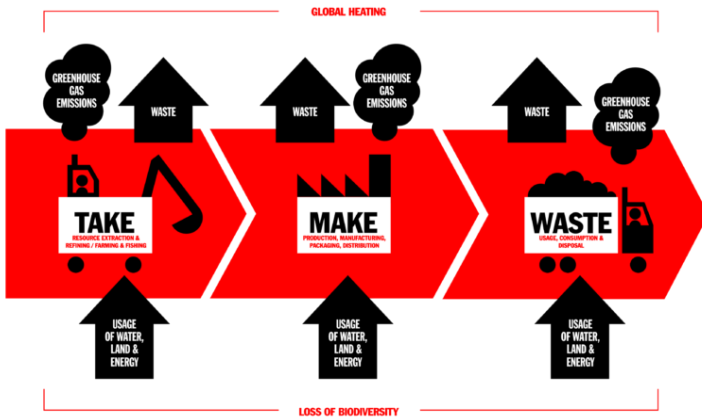 GLOBAL HEATING
GREENHOUSE
GAS
EMISSIONS
WASTE
WASTE
GREENHOUSE
GAS
EMISSIONS
WASTE
GREENHOUSE
GAS
EMISSIONS
TAKE
RESOURCE EXTRACTION &
REFINING / FARMING & FISHING
MAKE
PRODUCTION, MANUFACTURING,
PACKAGING, DISTRIBUTION
WASTE
USAGE, CONSUMPTION &
DISPOSAL
USAGE
OF WATER,
LAND &
ENERGY
USAGE
OF WATER,
LAND &
ENERGY
USAGE
OF WATER,
LAND &
ENERGY
LOSS OF BIODIVERSITY